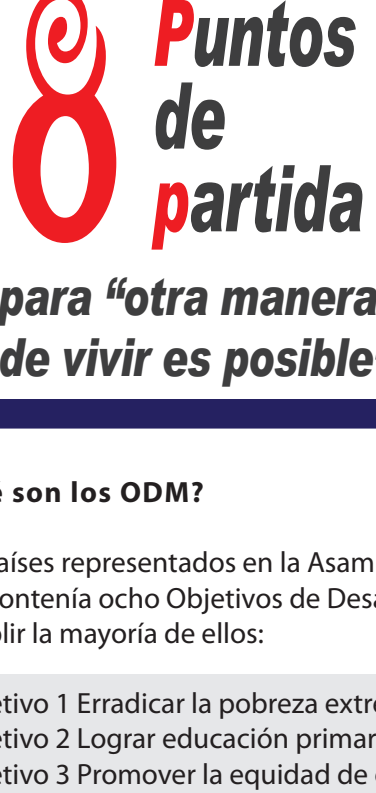 8 Puntos
de
partida
para “otra manera
de vivir es posible
son los ODM?
representados en la
ocho Objetivos de
la mayoría de ellos:
1 Erradicar la pobreza
2 Lograr educación
3 Promover la equidad de